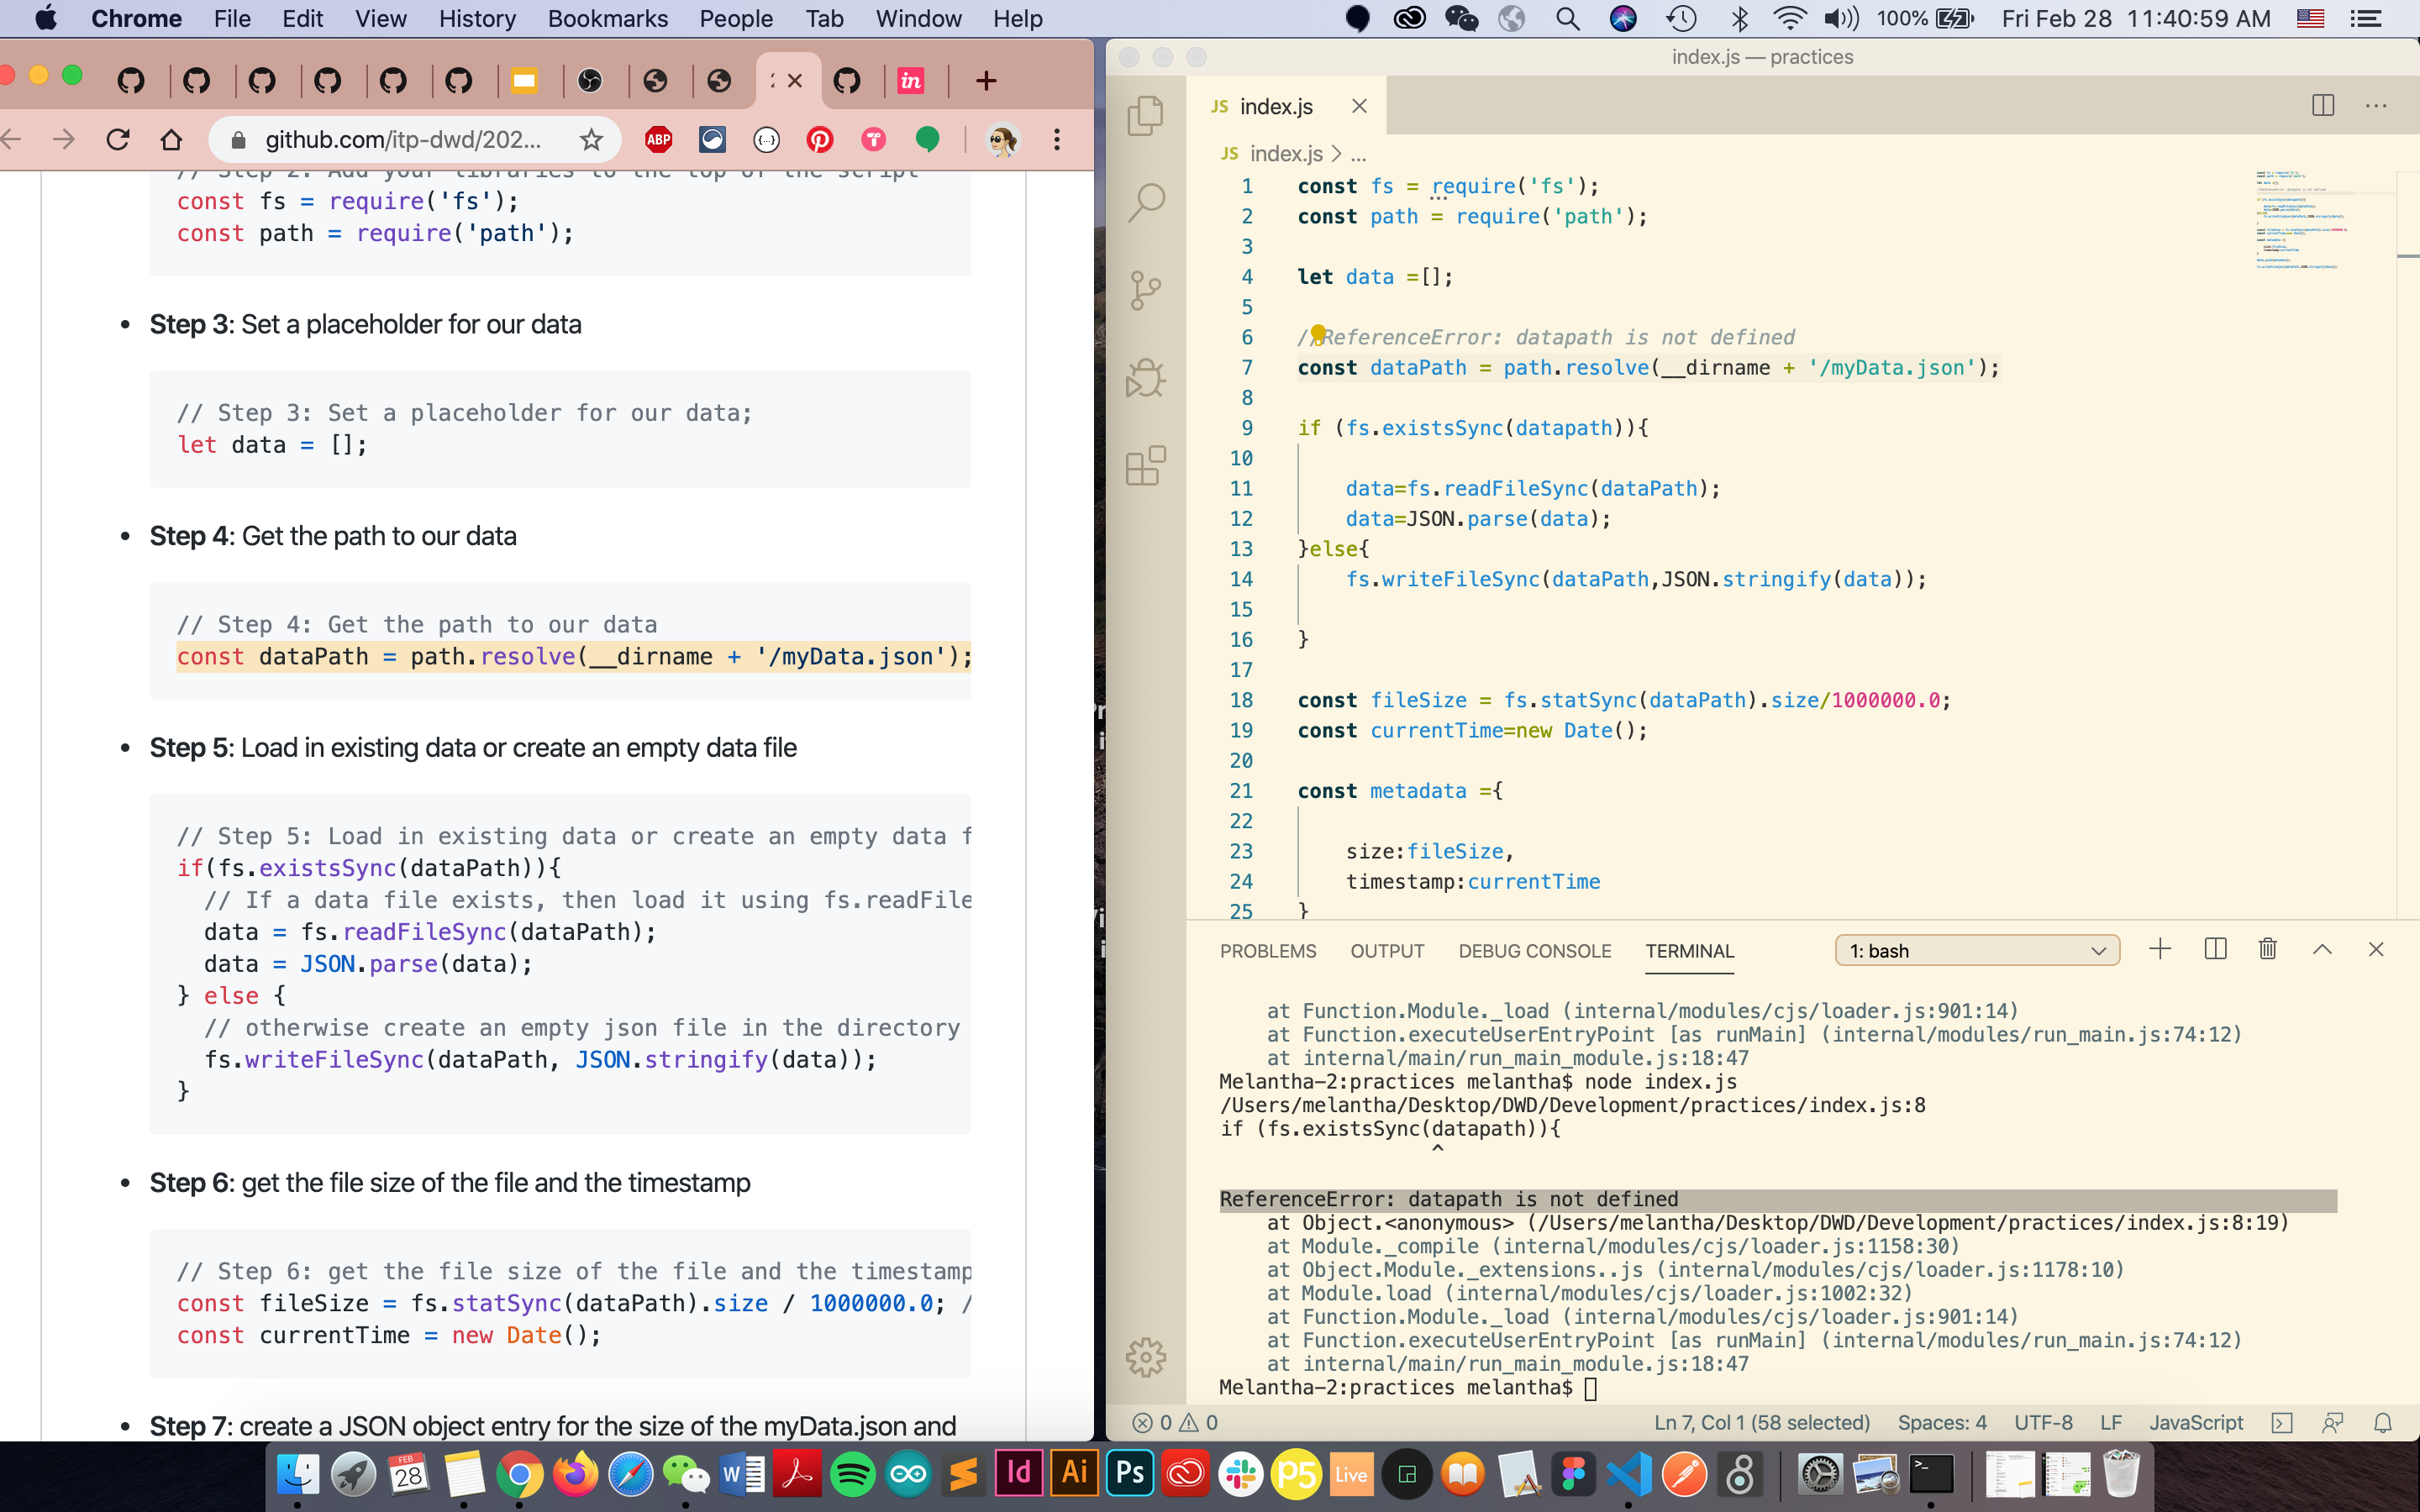 Chrome File Edit View History Bookmarks People Tab Window Help
100% Fri Feb 28 11:40:59 AM
github.com/itp-dwd/202...
ABP
// Step 2: Add your libraries to the top of the script
const fs = require('fs');
const path = require('path');
• Step 3: Set a placeholder for our data
// Step 3: Set a placeholder for our data;
let data = [];
• Step 4: Get the path to our data
// Step 4: Get the path to our data
const dataPath = path.resolve(__dirname + '/myData.json');
• Step 5: Load in existing data or create an empty data file
// Step 5: Load in existing data or create an empty data f
if(fs.existsSync(dataPath)){
// If a data file exists, then load it using fs.readFile
data = fs.readFileSync(dataPath);
data = JSON.parse(data);
} else {
// otherwise create an empty json file in the directory
fs.writeFileSync(dataPath, JSON.stringify(data));
}
• Step 6: get the file size of the file and the timestamp
// Step 6: get the file size of the file and the timestamp
const fileSize = fs.statSync(dataPath).size / 1000000.0; /
const currentTime = new Date();
• Step 7: create a JSON object entry for the size of the myData.json and
index.js — practices
JS index.js
JS index.js > ...
1 const fs = require('fs');
2 const path = require('path');
3
4 let data =[];
5
6 //ReferenceError: datapath is not defined
7 const dataPath = path.resolve(__dirname + '/myData.json');
8
9 if (fs.existsSync(datapath)){
10
11 data=fs.readFileSync(dataPath);
12 data=JSON.parse(data);
13 }else{
14 fs.writeFileSync(dataPath,JSON.stringify(data));
15
16 }
17
18 const fileSize = fs.statSync(dataPath).size/1000000.0;
19 const currentTime=new Date();
20
21 const metadata ={
22
23 size:fileSize,
24 timestamp:currentTime
25 }
PROBLEMS OUTPUT DEBUG CONSOLE TERMINAL 1: bash
at Function.Module._load (internal/modules/cjs/loader.js:901:14)
at Function.executeUserEntryPoint [as runMain] (internal/modules/run_main.js:74:12)
at internal/main/run_main_module.js:18:47
Melantha-2:practices melantha$ node index.js
/Users/melantha/Desktop/DWD/Development/practices/index.js:8
if (fs.existsSync(datapath)){
^
ReferenceError: datapath is not defined
at Object.<anonymous> (/Users/melantha/Desktop/DWD/Development/practices/index.js:8:19)
at Module._compile (internal/modules/cjs/loader.js:1158:30)
at Object.Module._extensions..js (internal/modules/cjs/loader.js:1178:10)
at Module.load (internal/modules/cjs/loader.js:1002:32)
at Function.Module._load (internal/modules/cjs/loader.js:901:14)
at Function.executeUserEntryPoint [as runMain] (internal/modules/run_main.js:74:12)
at internal/main/run_main_module.js:18:47
Melantha-2:practices melantha$
0 0 Ln 7, Col 1 (58 selected) Spaces: 4 UTF-8 LF JavaScript
FEB 28 W Id Ai Ps P5 Live